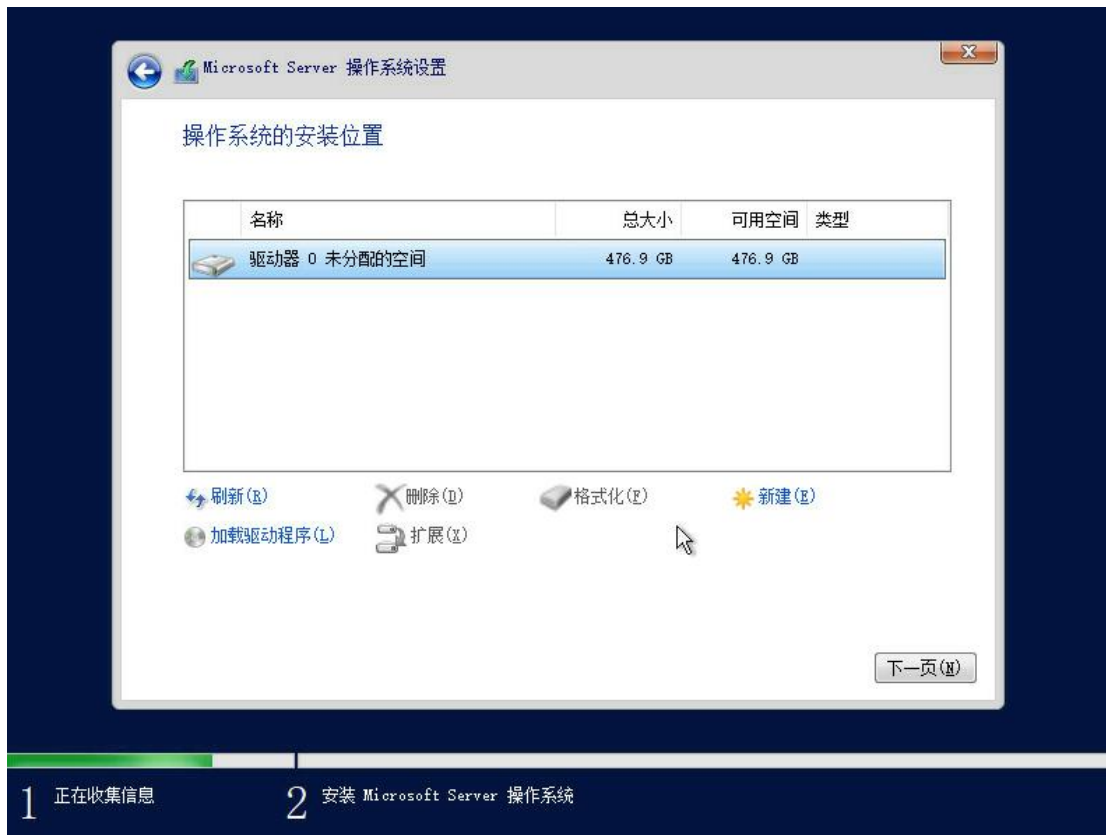 Microsoft Server 操作系统设置
操作系统的安装位置
名称 总大小 可用空间 类型
驱动器 0 未分配的空间 476.9 GB 476.9 GB
刷新(R) 删除(D) 格式化(F) 新建(E)
加载驱动程序(L) 扩展(X)
下一页(N)
1 正在收集信息 2 安装 Microsoft Server 操作系统